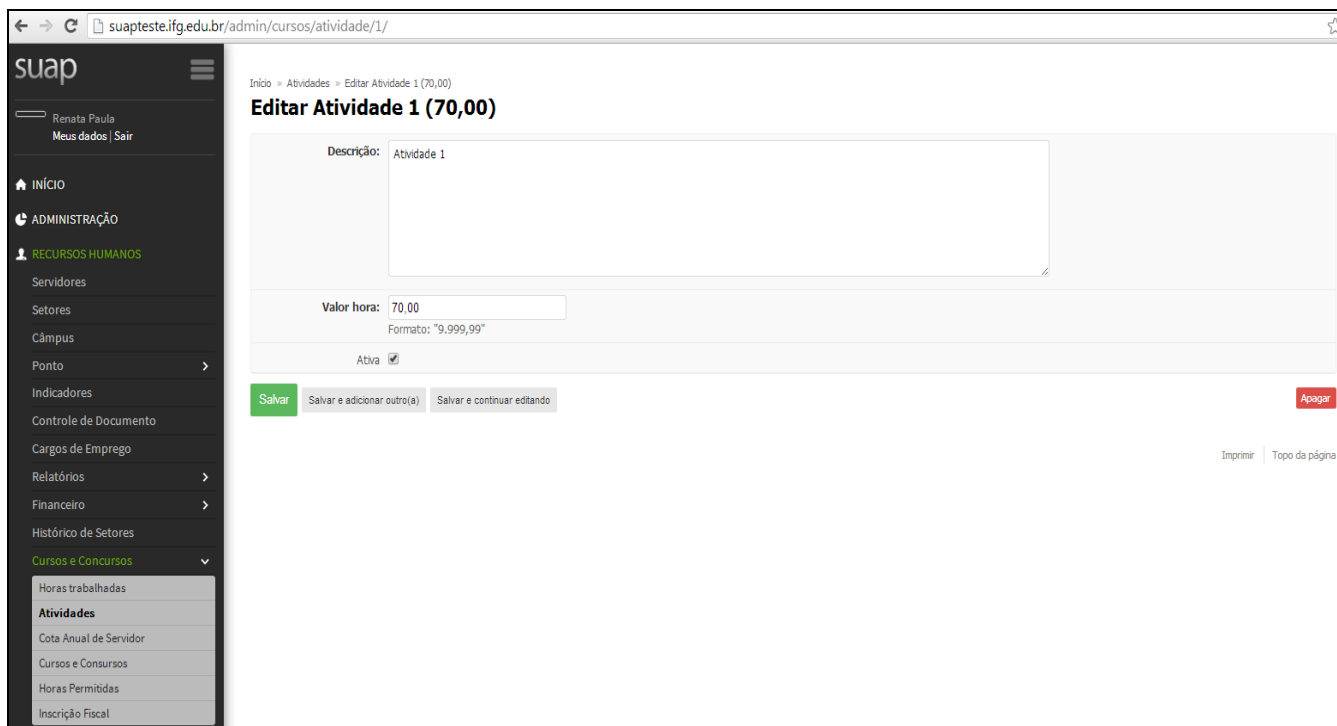 suapteste.ifg.edu.br/admin/cursos/atividade/1/
suap
Renata Paula
Meus dados | Sair
INÍCIO
ADMINISTRAÇÃO
RECURSOS HUMANOS
Servidores
Setores
Câmpus
Ponto
Indicadores
Controle de Documento
Cargos de Emprego
Relatórios
Financeiro
Histórico de Setores
Cursos e Concursos
Horas trabalhadas
Atividades
Cota Anual de Servidor
Cursos e Consursos
Horas Permitidas
Inscrição Fiscal
Início » Atividades » Editar Atividade 1 (70,00)
Editar Atividade 1 (70,00)
Descrição: Atividade 1
Valor hora: 70,00
Formato: "9.999,99"
Ativa
Salvar Salvar e adicionar outro(a) Salvar e continuar editando Apagar
Imprimir Topo da página